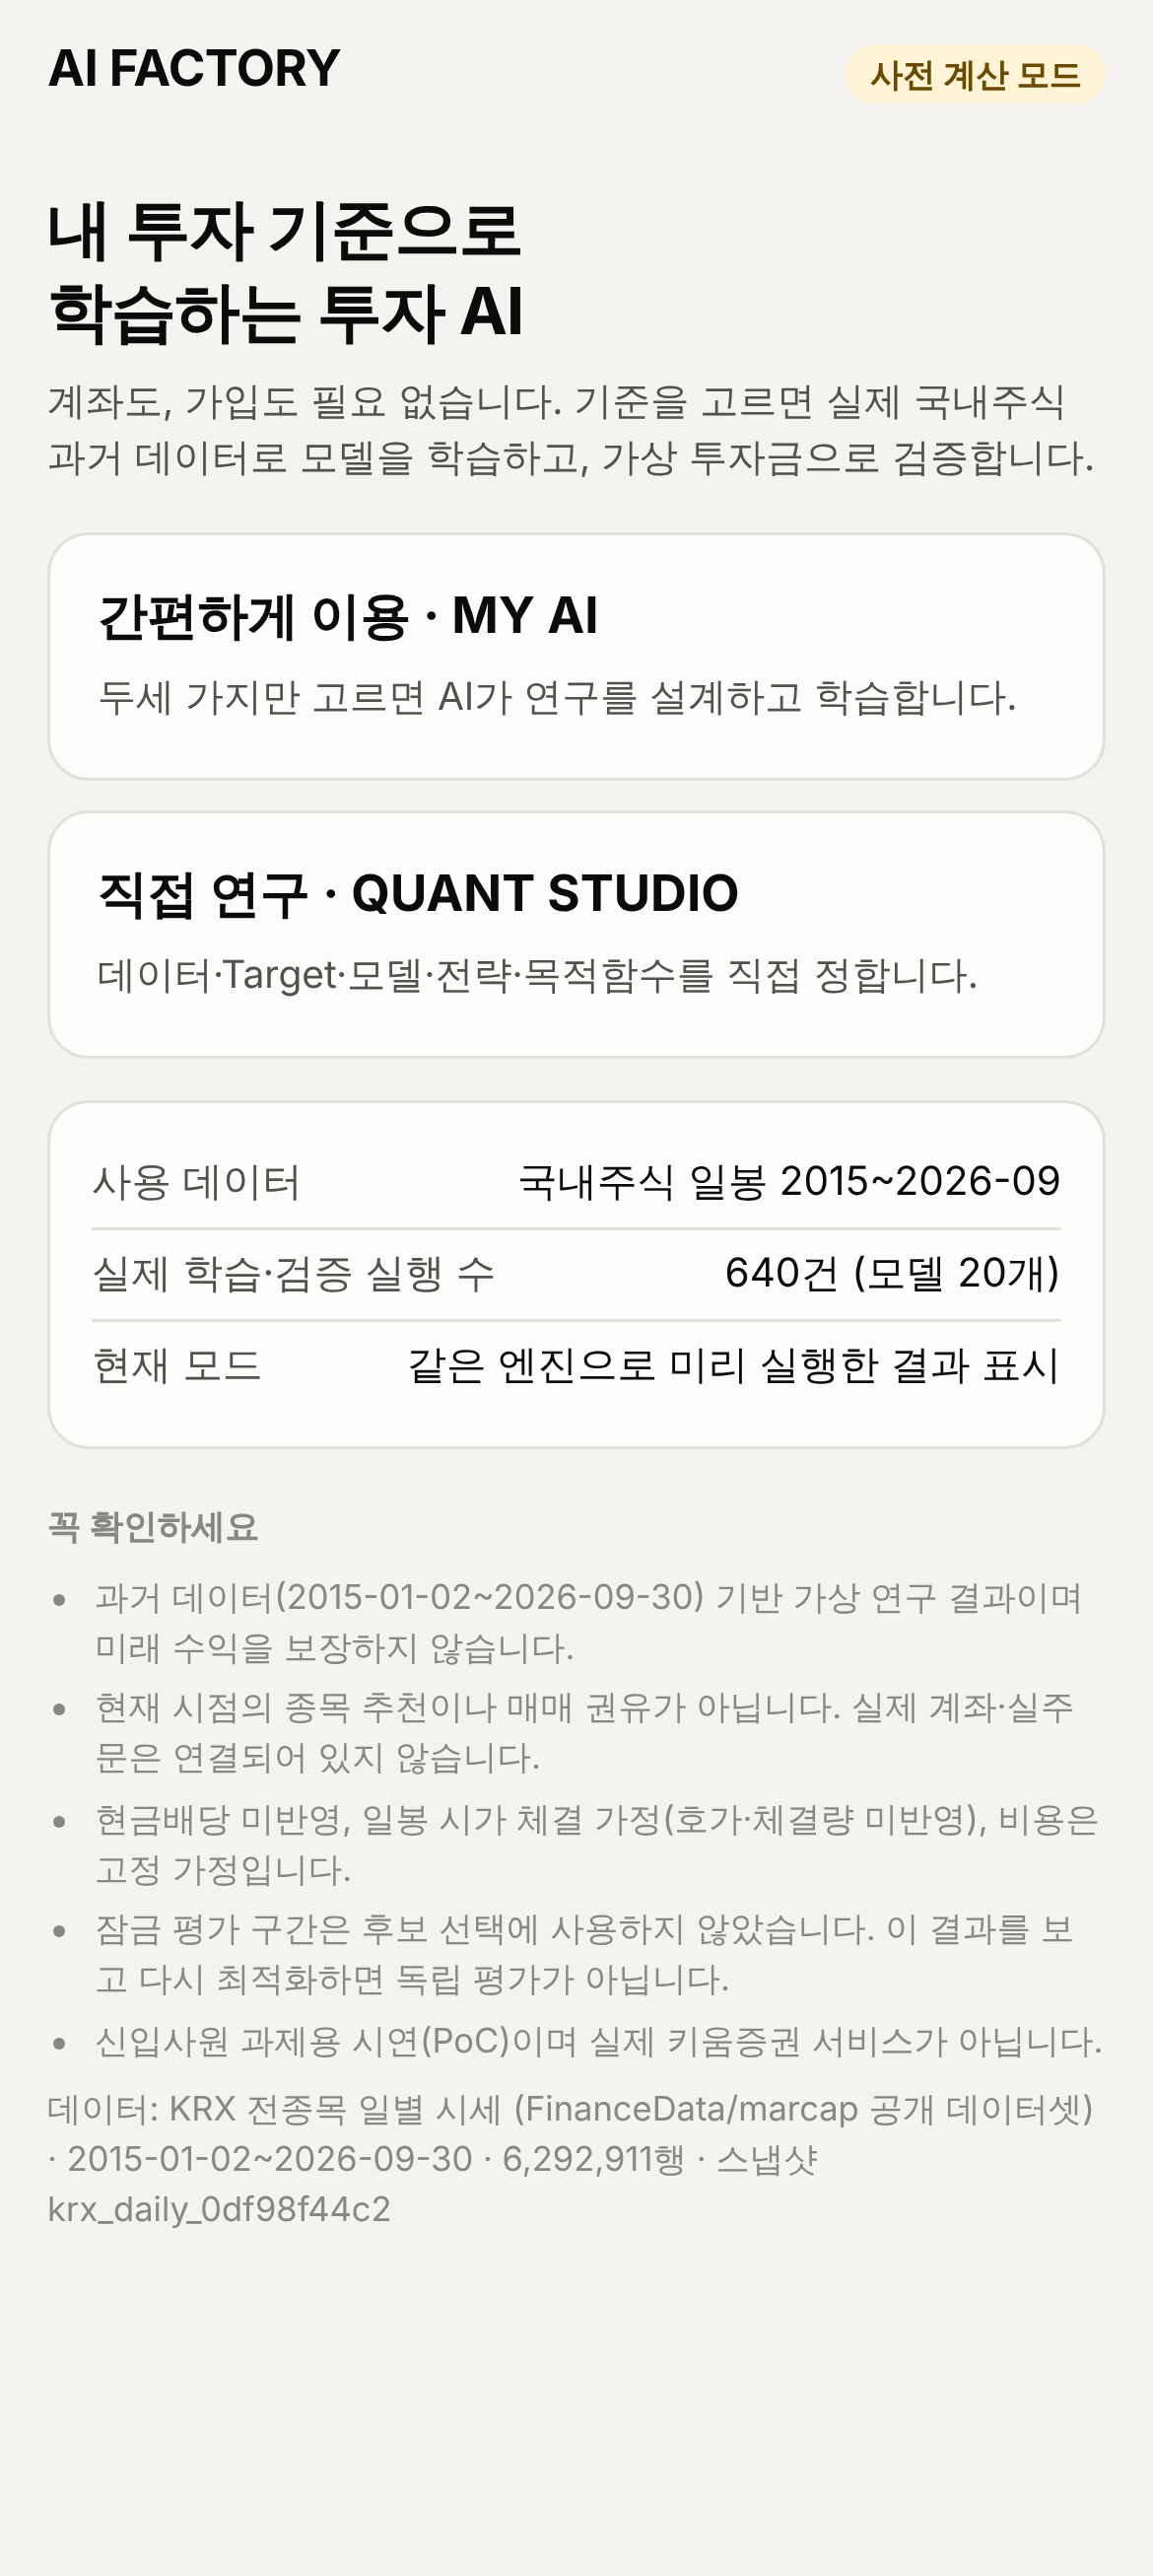 AI FACTORY
사전 계산 모드
내 투자 기준으로
학습하는 투자 AI
계좌도, 가입도 필요 없습니다. 기준을 고르면 실제 국내주식
과거 데이터로 모델을 학습하고, 가상 투자금으로 검증합니다.
간편하게 이용 · MY AI
두세 가지만 고르면 AI가 연구를 설계하고 학습합니다.
직접 연구 · QUANT STUDIO
데이터·Target·모델·전략·목적함수를 직접 정합니다.
사용 데이터 국내주식 일봉 2015~2026-09
실제 학습·검증 실행 수 640건 (모델 20개)
현재 모드 같은 엔진으로 미리 실행한 결과 표시
꼭 확인하세요
• 과거 데이터(2015-01-02~2026-09-30) 기반 가상 연구 결과이며
미래 수익을 보장하지 않습니다.
• 현재 시점의 종목 추천이나 매매 권유가 아닙니다. 실제 계좌·실주
문은 연결되어 있지 않습니다.
• 현금배당 미반영, 일봉 시가 체결 가정(호가·체결량 미반영), 비용은
고정 가정입니다.
• 잠금 평가 구간은 후보 선택에 사용하지 않았습니다. 이 결과를 보
고 다시 최적화하면 독립 평가가 아닙니다.
• 신입사원 과제용 시연(PoC)이며 실제 키움증권 서비스가 아닙니다.
데이터: KRX 전종목 일별 시세 (FinanceData/marcap 공개 데이터셋)
· 2015-01-02~2026-09-30 · 6,292,911행 · 스냅샷
krx_daily_0df98f44c2